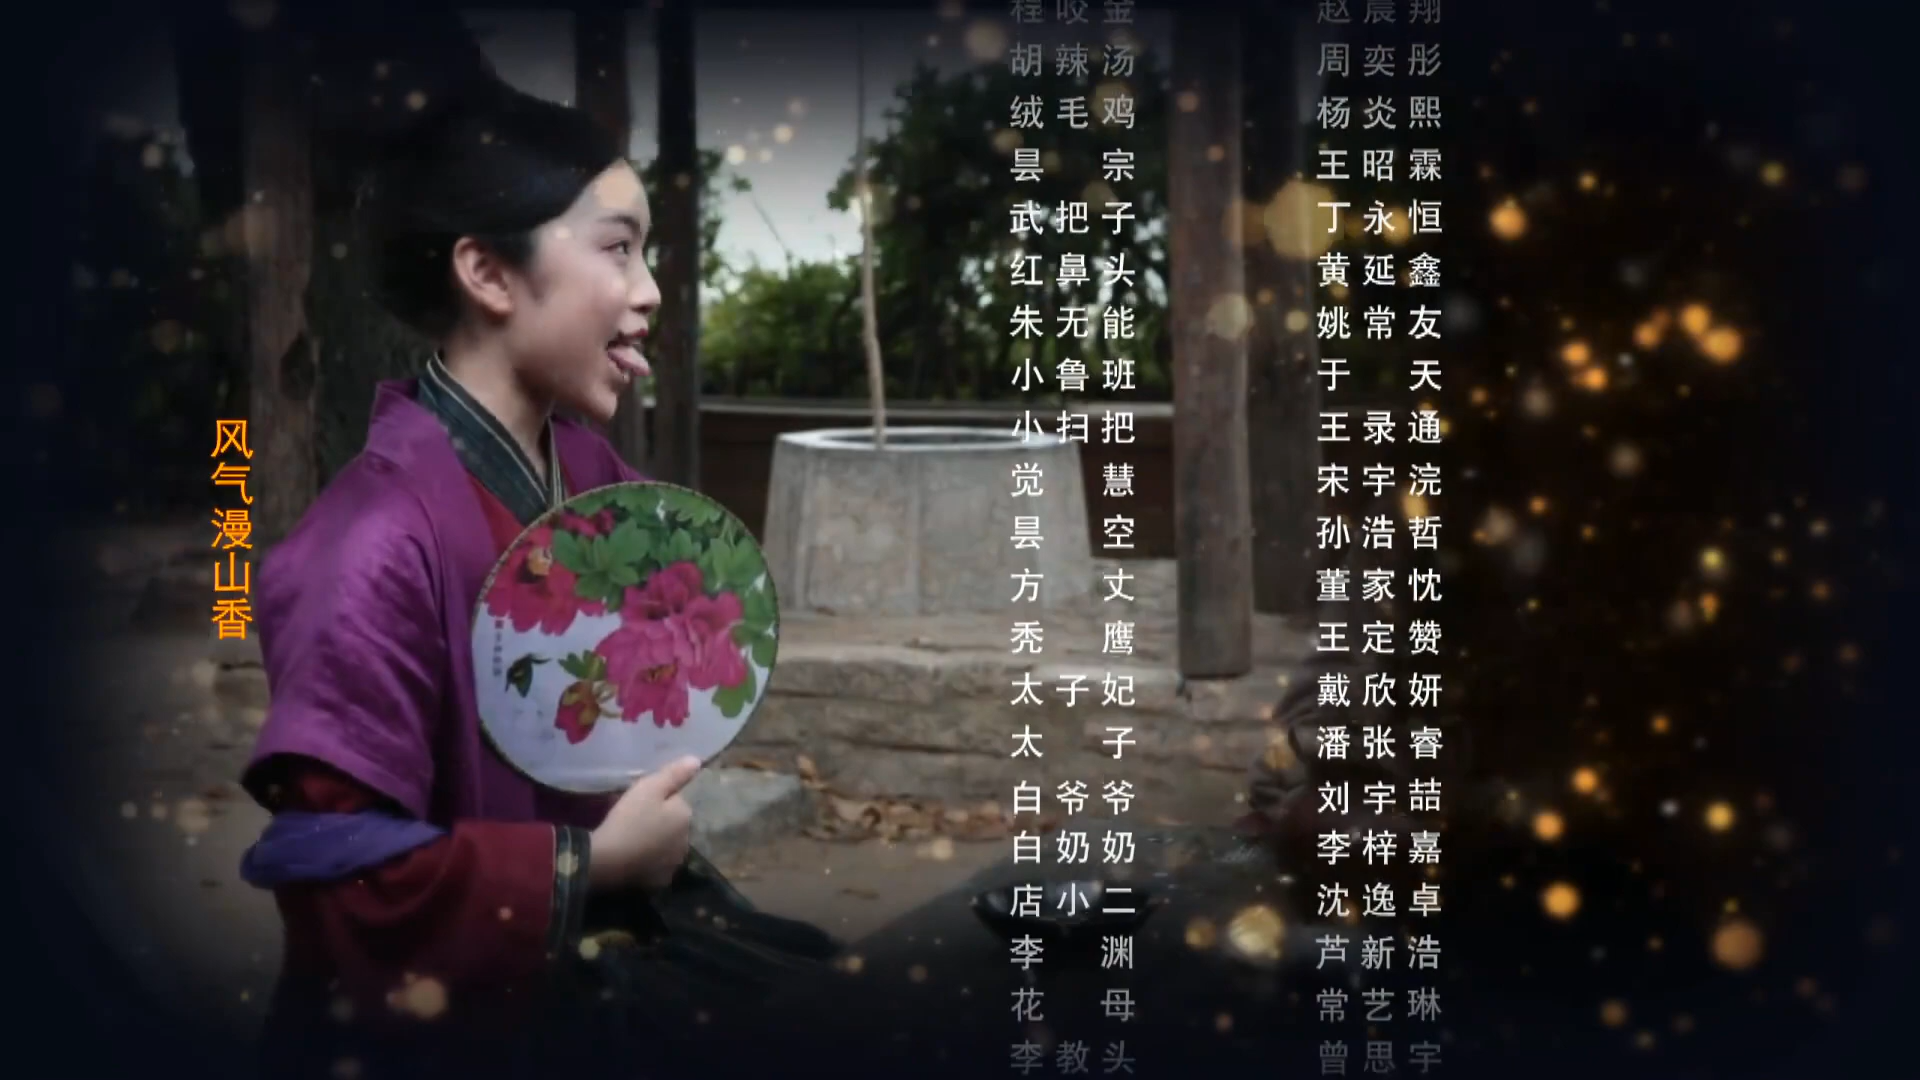 风气漫山香
程咬金 赵晨翔
胡辣汤 周奕彤
绒毛鸡 杨炎熙
昙宗 王昭霖
武把子 丁永恒
红鼻头 黄延鑫
朱无能 姚常友
小鲁班 于天
小扫把 王录通
觉慧 宋宇浣
昙空 孙浩哲
方丈 董家忱
秃鹰 王定赞
太子妃 戴欣妍
太子 潘张睿
白爷爷 刘宇喆
白奶奶 李梓嘉
店小二 沈逸卓
李渊 芦新浩
花母 常艺琳
李教头 曾思宇